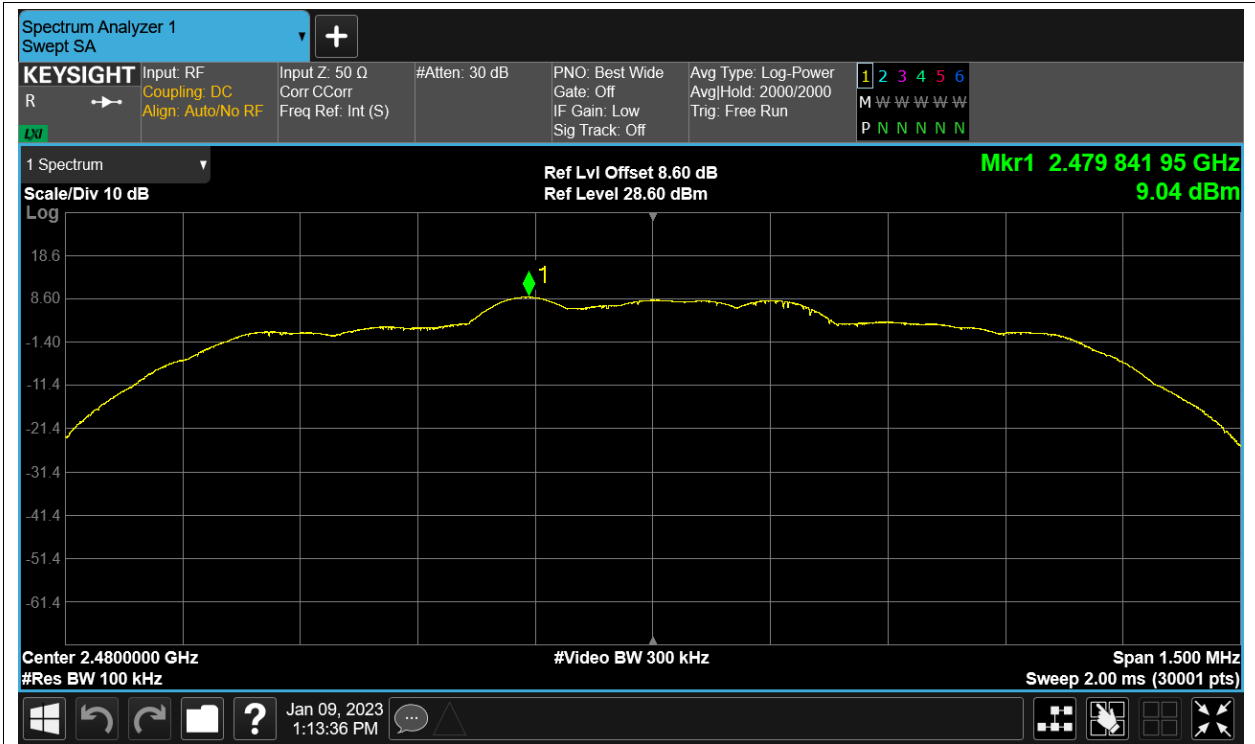 Spectrum Analyzer 1
Swept SA
KEYSIGHT
R
LXI
Input: RF
Coupling: DC
Align: Auto/No RF
Input Z: 50 Ω
Corr CCorr
Freq Ref: Int (S)
#Atten: 30 dB
PNO: Best Wide
Gate: Off
IF Gain: Low
Sig Track: Off
Avg Type: Log-Power
Avg|Hold: 2000/2000
Trig: Free Run
1 2 3 4 5 6
M W W W W W
P N N N N N
1 Spectrum
Scale/Div 10 dB
Ref Lvl Offset 8.60 dB
Ref Level 28.60 dBm
Mkr1 2.479 841 95 GHz
9.04 dBm
Log
18.6
8.60
-1.40
-11.4
-21.4
-31.4
-41.4
-51.4
-61.4
1
Center 2.4800000 GHz
#Res BW 100 kHz
#Video BW 300 kHz
Span 1.500 MHz
Sweep 2.00 ms (30001 pts)
?
Jan 09, 2023
1:13:36 PM